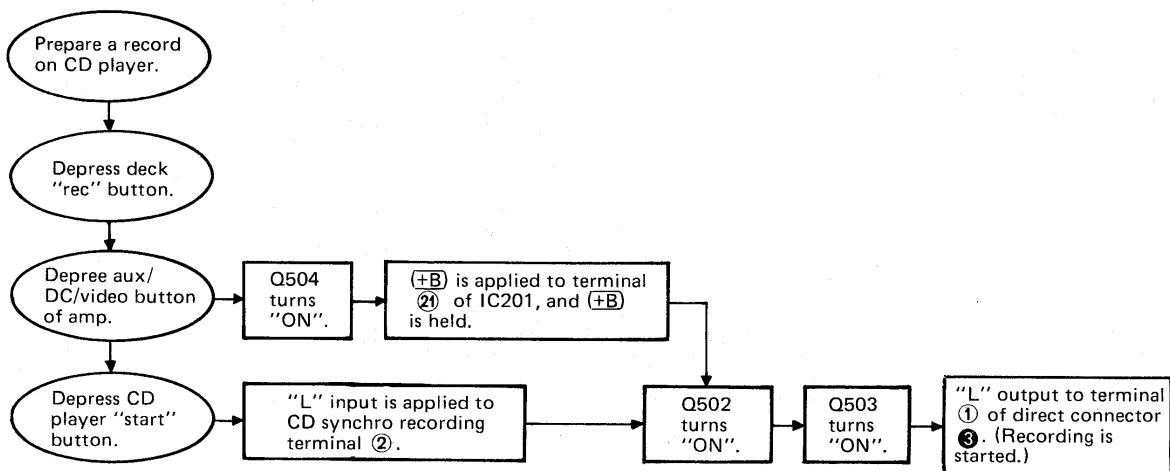 Prepare a record
on CD player.
Depress deck
"rec" button.
Depree aux/
DC/video button
of amp.
Q504
turns
"ON".
(+B) is applied to terminal
㉑ of IC201, and (+B)
is held.
Depress CD
player "start"
button.
"L" input is applied to
CD synchro recording
terminal ②.
Q502
turns
"ON".
Q503
turns
"ON".
"L" output to terminal
① of direct connector
❸. (Recording is
started.)